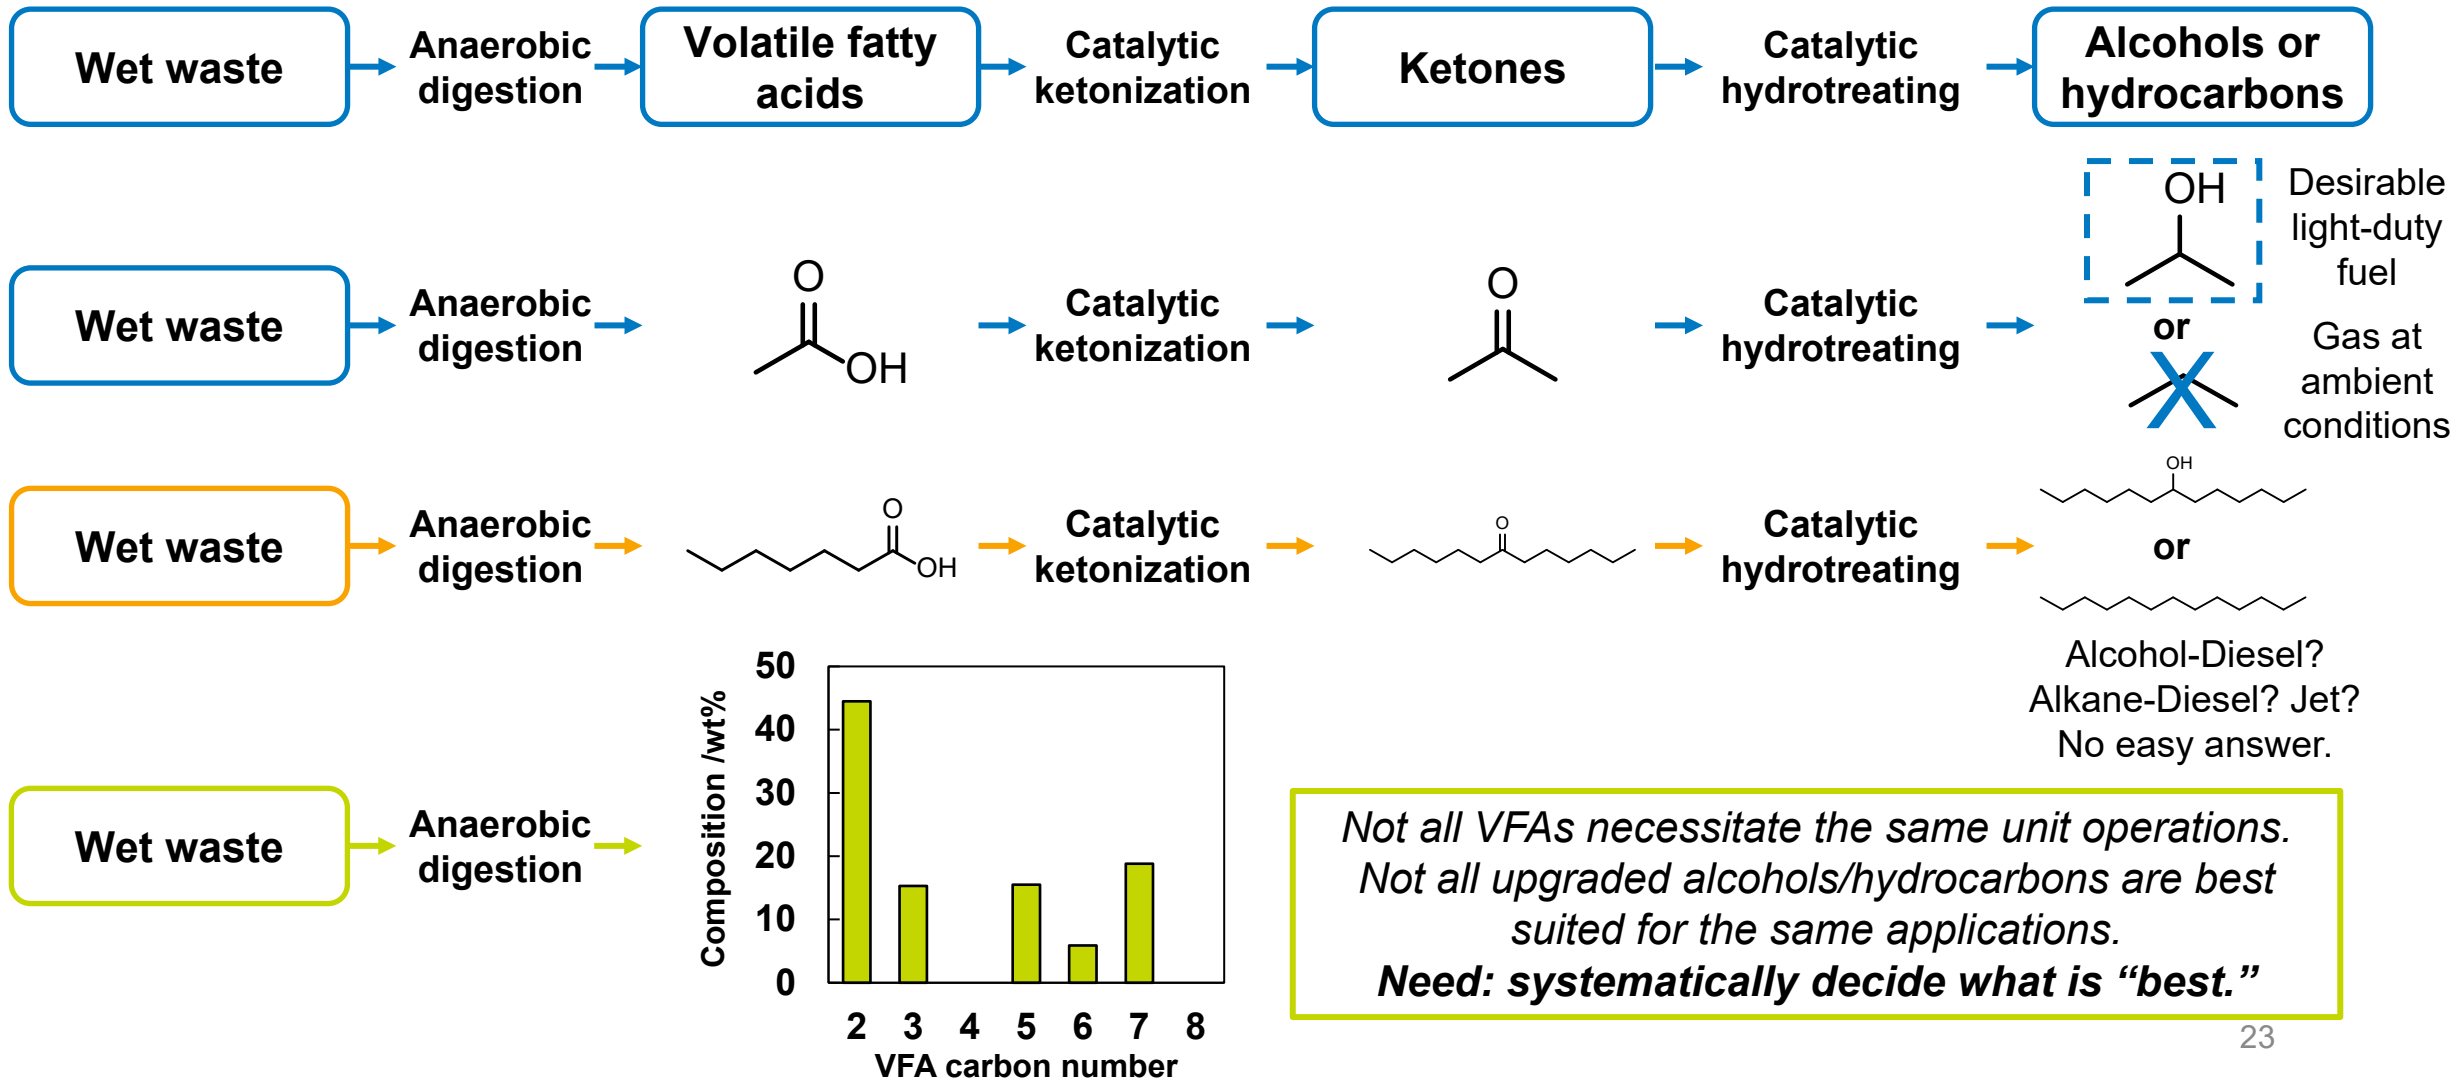 Wet waste
Anaerobic
digestion
Volatile fatty
acids
Catalytic
ketonization
Ketones
Catalytic
hydrotreating
Alcohols or
hydrocarbons
Wet waste
Anaerobic
digestion
O
OH
Catalytic
ketonization
O
Catalytic
hydrotreating
OH
or
Desirable
light-duty
fuel
Gas at
ambient
conditions
Wet waste
Anaerobic
digestion
O
OH
Catalytic
ketonization
O
Catalytic
hydrotreating
OH
or
Alcohol-Diesel?
Alkane-Diesel? Jet?
No easy answer.
Wet waste
Anaerobic
digestion
Composition /wt%
50
40
30
20
10
0
2 3 4 5 6 7 8
VFA carbon number
Not all VFAs necessitate the same unit operations.
Not all upgraded alcohols/hydrocarbons are best
suited for the same applications.
Need: systematically decide what is “best.”
23